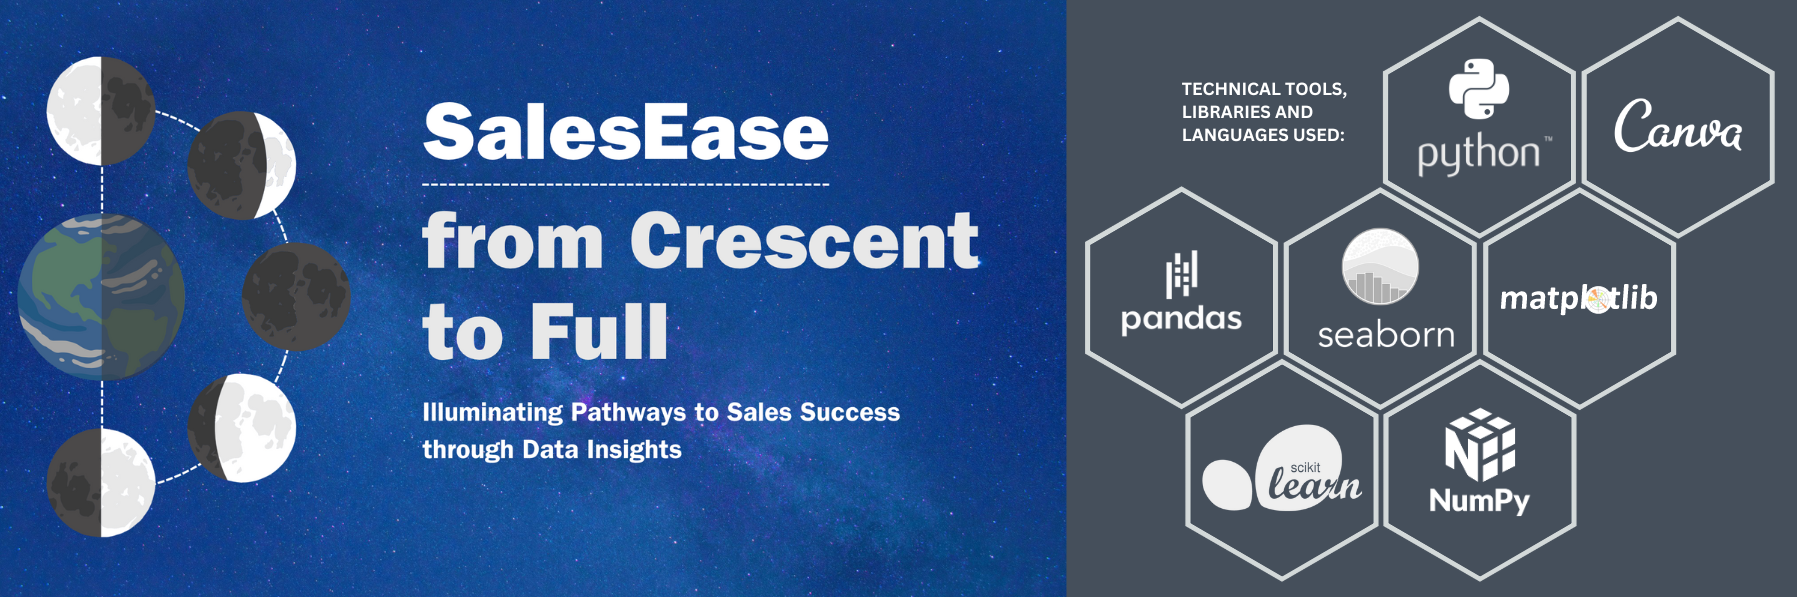 SalesEase
from Crescent
to Full
Illuminating Pathways to Sales Success
through Data Insights
TECHNICAL TOOLS,
LIBRARIES AND
LANGUAGES USED:
python™
Canva
pandas
seaborn
matplotlib
scikit
learn
NumPy